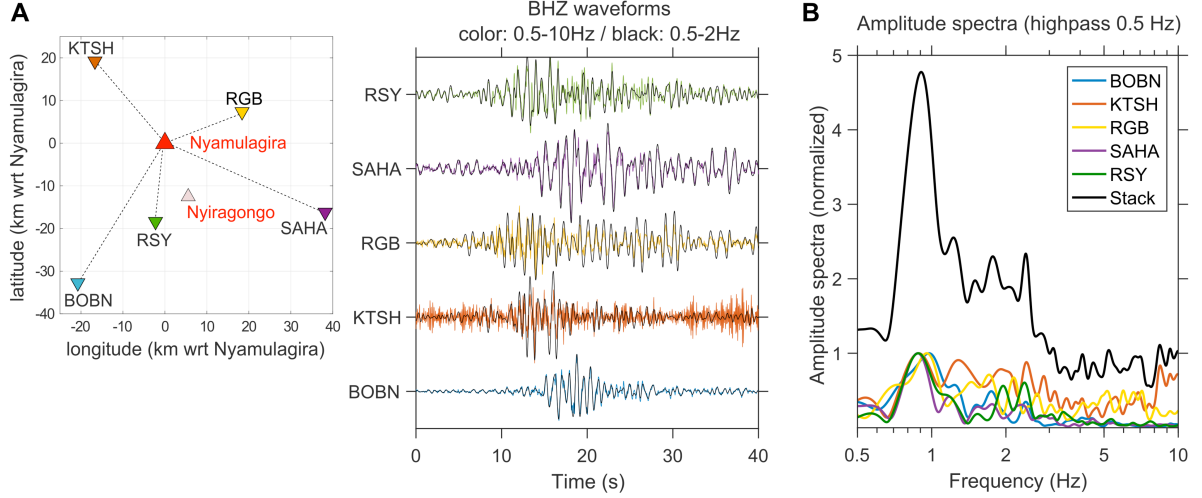 A
BHZ waveforms
color: 0.5-10Hz / black: 0.5-2Hz
latitude (km wrt Nyamulagira)
20
10
0
-10
-20
-30
-40
KTSH
RGB
Nyamulagira
Nyiragongo
RSY
SAHA
BOBN
-20
-10
0
10
20
30
40
longitude (km wrt Nyamulagira)
RSY
SAHA
RGB
KTSH
BOBN
0
10
20
30
40
Time (s)
B
Amplitude spectra (highpass 0.5 Hz)
Amplitude spectra (normalized)
5
4
3
2
1
BOBN
KTSH
RGB
SAHA
RSY
Stack
0.5
1
2
5
10
Frequency (Hz)